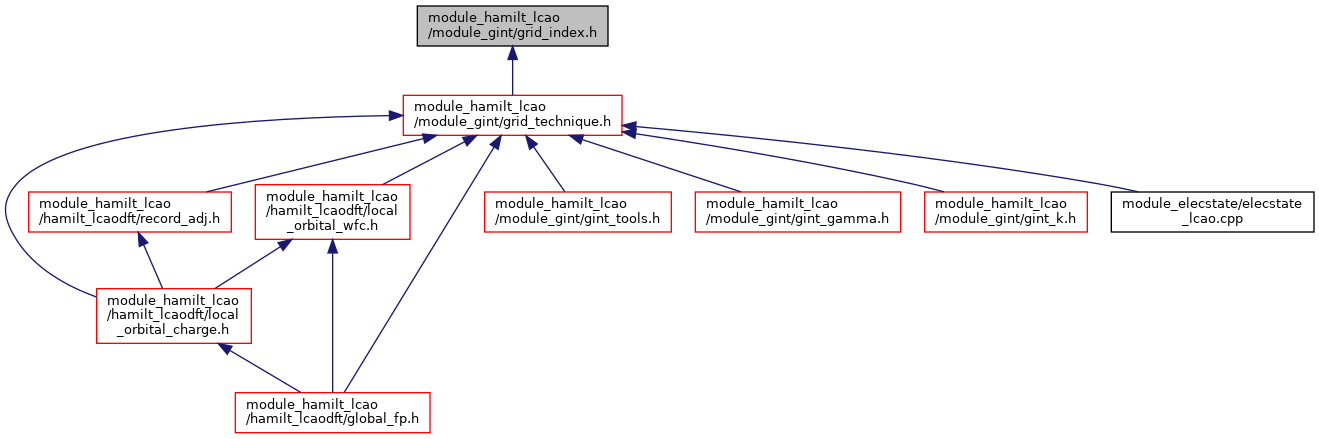 module_hamilt_lcao
/module_gint/grid_index.h
module_hamilt_lcao
/module_gint/grid_technique.h
module_hamilt_lcao
/hamilt_lcaodft/record_adj.h
module_hamilt_lcao
/hamilt_lcaodft/local
_orbital_wfc.h
module_hamilt_lcao
/module_gint/gint_tools.h
module_hamilt_lcao
/module_gint/gint_gamma.h
module_hamilt_lcao
/module_gint/gint_k.h
module_elecstate/elecstate
_lcao.cpp
module_hamilt_lcao
/hamilt_lcaodft/local
_orbital_charge.h
module_hamilt_lcao
/hamilt_lcaodft/global_fp.h